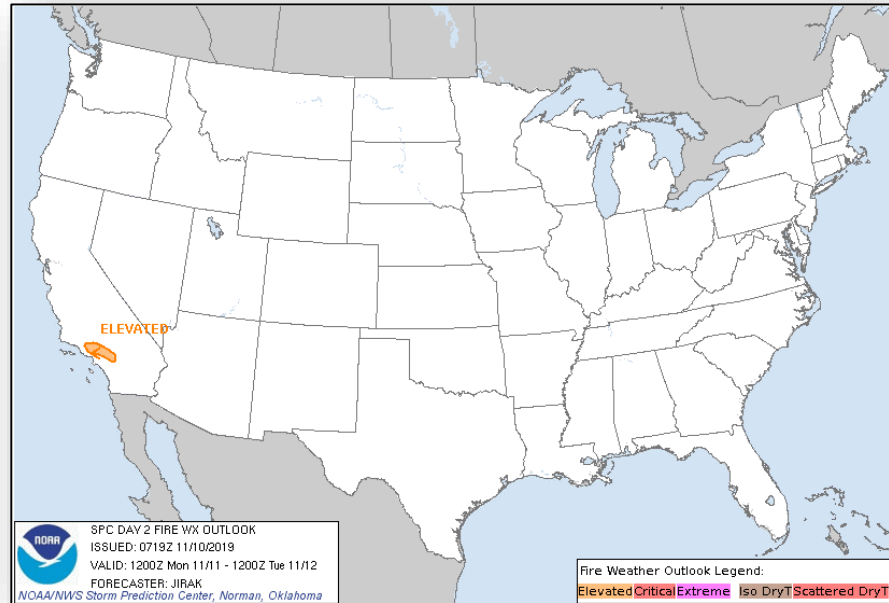 ELEVATED
NOAA
SPC DAY 2 FIRE WX OUTLOOK
ISSUED: 0719Z 11/10/2019
VALID: 1200Z Mon 11/11 - 1200Z Tue 11/12
FORECASTER: JIRAK
NOAA/NWS Storm Prediction Center, Norman, Oklahoma
Fire Weather Outlook Legend:
Elevated Critical Extreme Iso DryT Scattered DryT